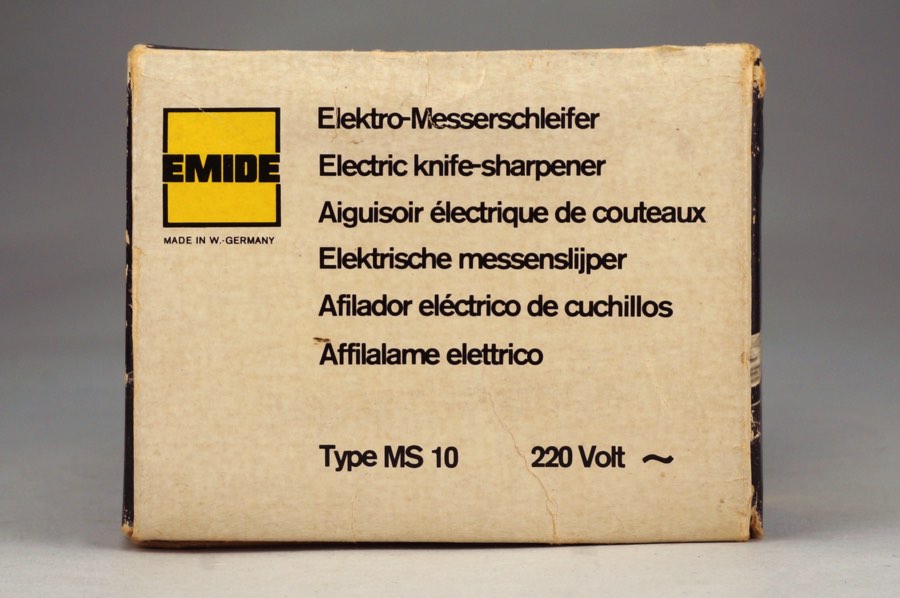 EMIDE
MADE IN W.-GERMANY
Elektro-Messerschleifer
Electric knife-sharpener
Aiguisoir électrique de couteaux
Elektrische messenslijper
Afilador eléctrico de cuchillos
Affilalame elettrico
Type MS 10 220 Volt ~